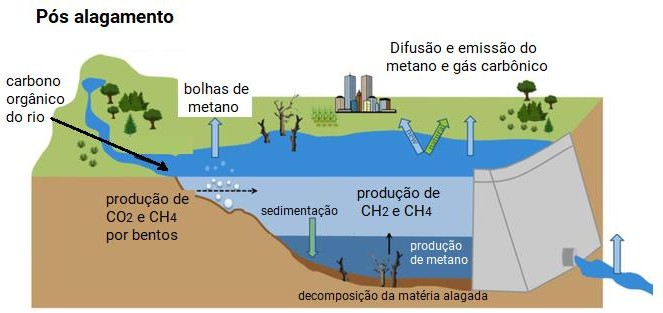 Pós alagamento
Difusão e emissão do
metano e gás carbônico
carbono
orgânico
do rio
bolhas de
metano
produção de
CO2 e CH4
por bentos
sedimentação
produção de
CH2 e CH4
produção
de metano
decomposição da matéria alagada